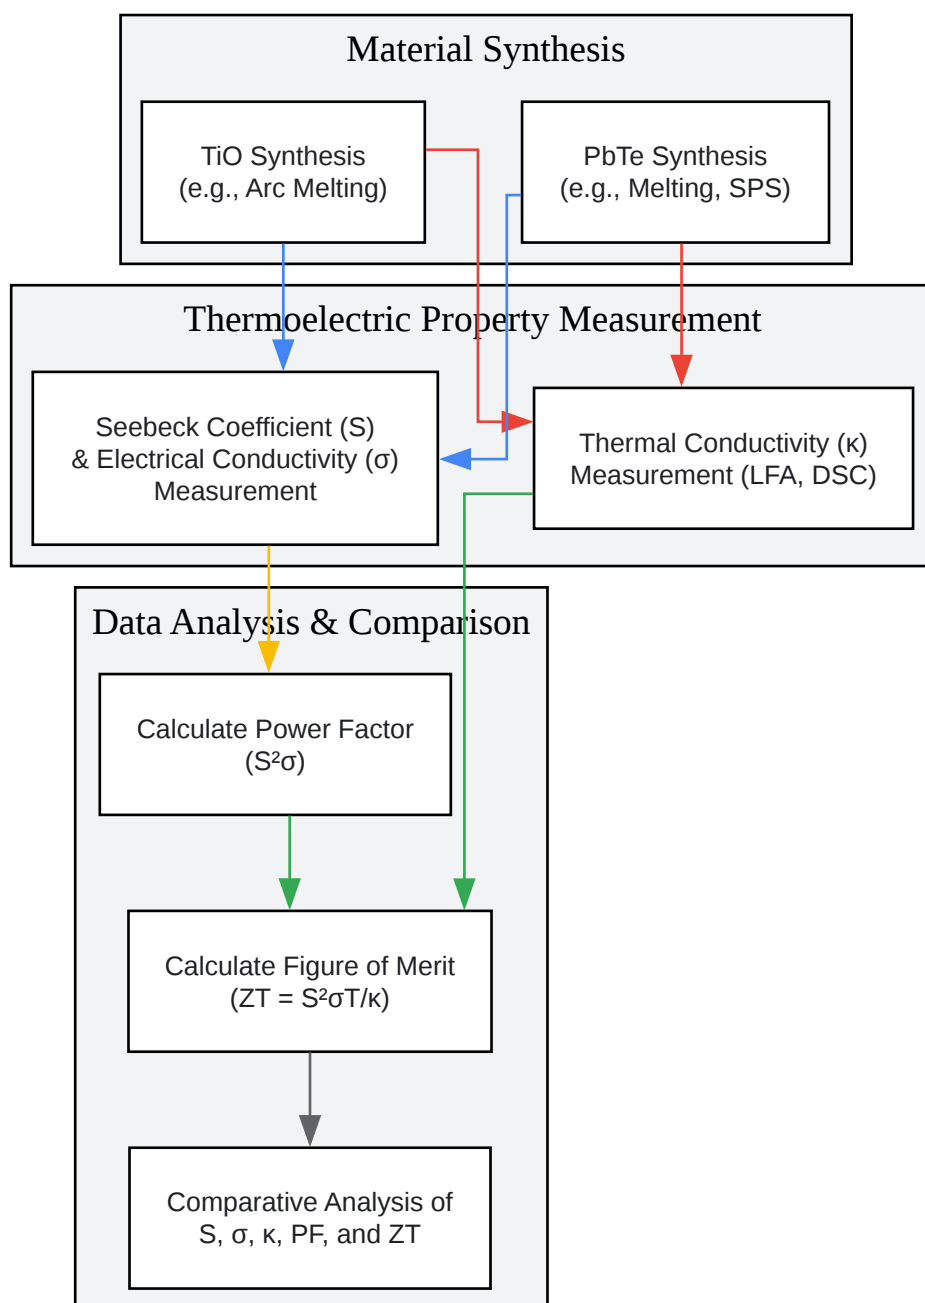 Material Synthesis
TiO Synthesis
(e.g., Arc Melting)
PbTe Synthesis
(e.g., Melting, SPS)
Thermoelectric Property Measurement
Seebeck Coefficient (S)
& Electrical Conductivity (σ)
Measurement
Thermal Conductivity (κ)
Measurement (LFA, DSC)
Data Analysis & Comparison
Calculate Power Factor
(S²σ)
Calculate Figure of Merit
(ZT = S²σT/κ)
Comparative Analysis of
S, σ, κ, PF, and ZT